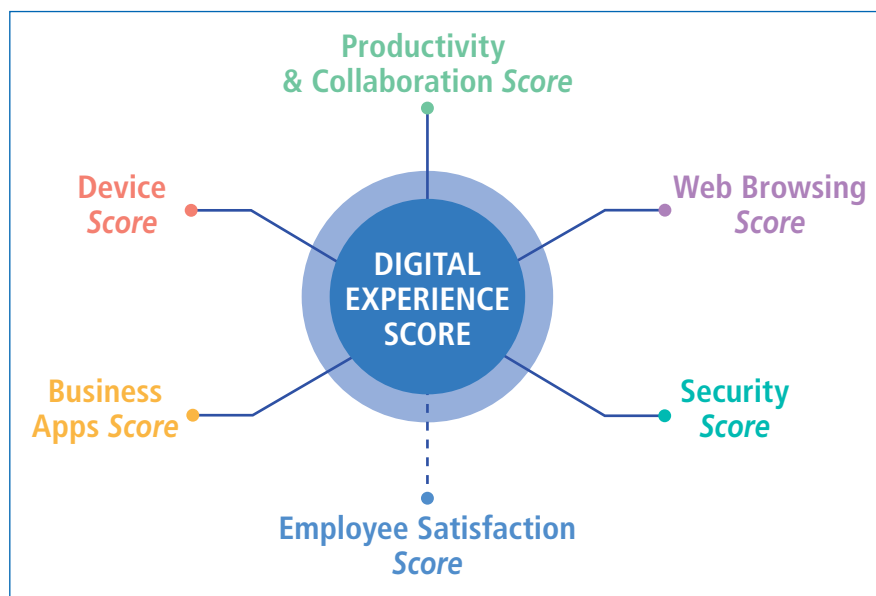 Productivity
& Collaboration Score
Device
Score
Web Browsing
Score
DIGITAL
EXPERIENCE
SCORE
Business
Apps Score
Security
Score
Employee Satisfaction
Score